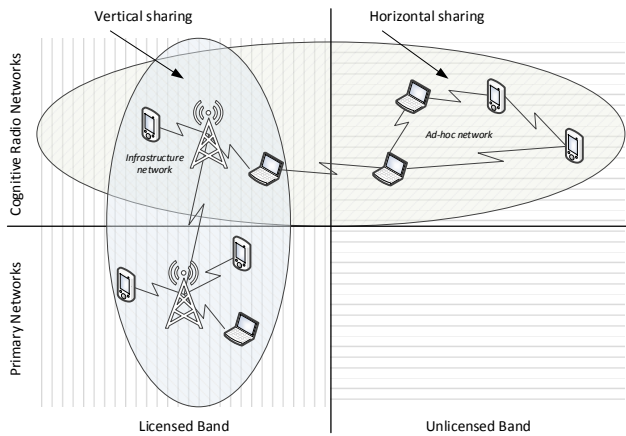 Vertical sharing
Horizontal sharing
Cognitive Radio Networks
Infrastructure
network
Ad-hoc network
Primary Networks
Licensed Band
Unlicensed Band